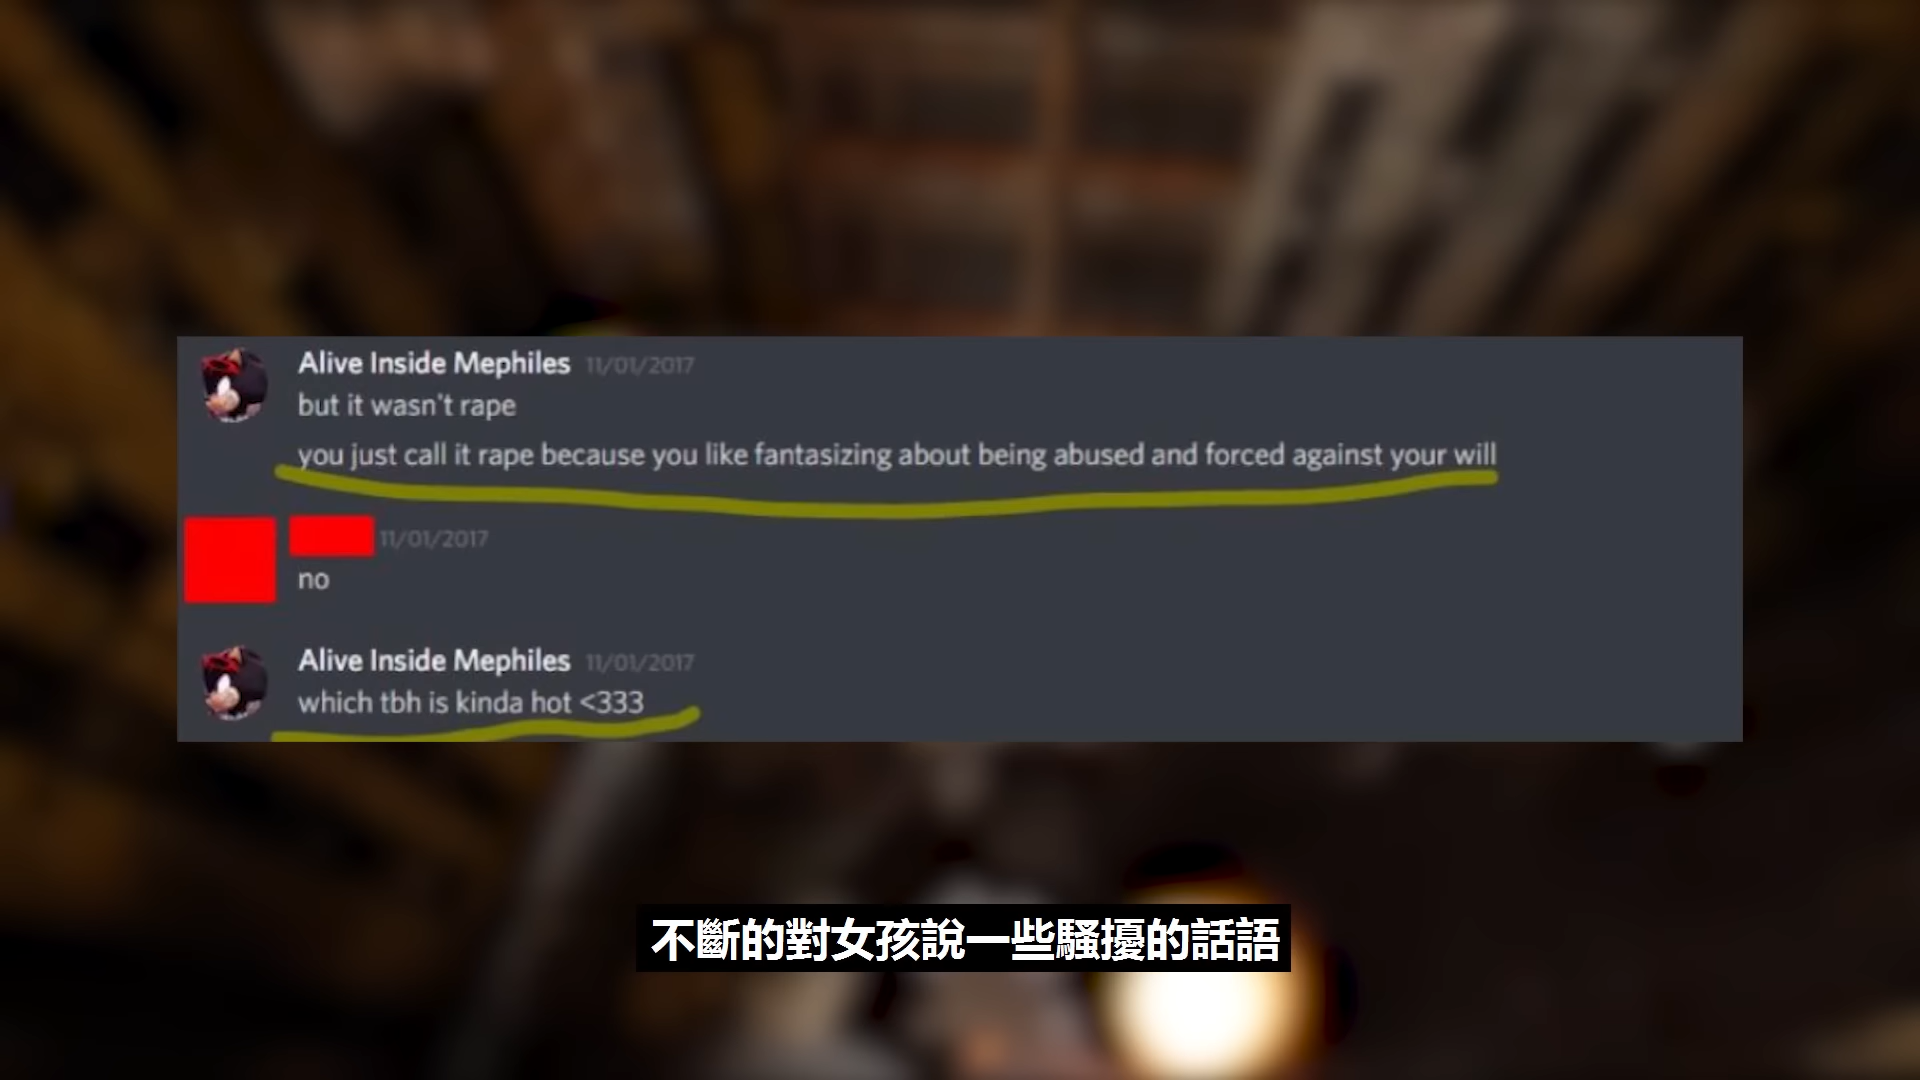 Alive Inside Mephiles 11/01/2017
but it wasn't rape
you just call it rape because you like fantasizing about being abused and forced against your will
11/01/2017
no
Alive Inside Mephiles 11/01/2017
which tbh is kinda hot <333
不斷的對女孩說一些騷擾的話語